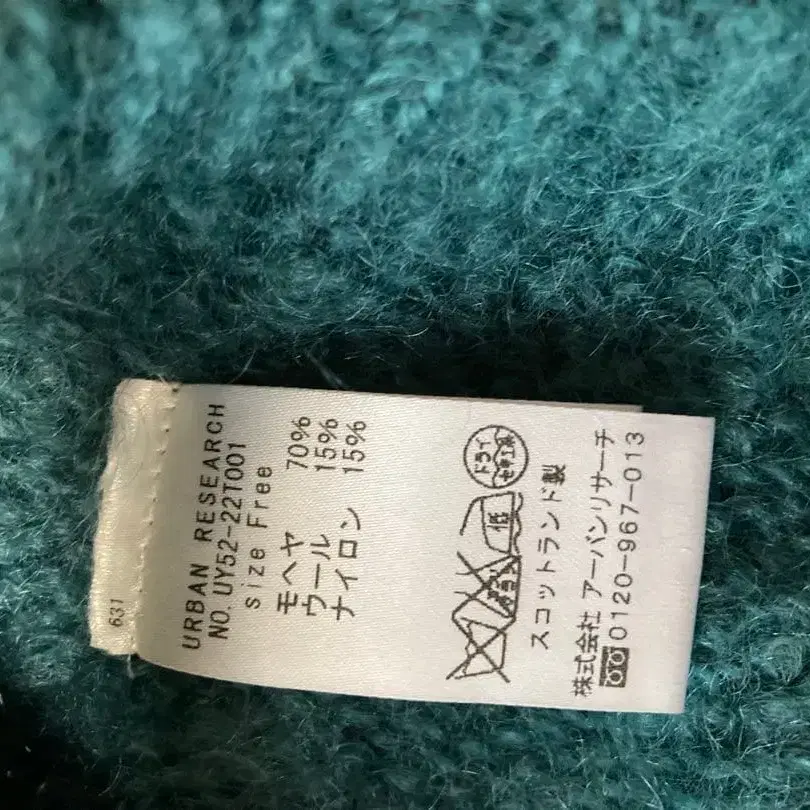 631
URBAN RESEARCH
NO. UY52-22T001
size Free
モヘヤ 70%
ウール 15%
ナイロン 15%
低
ドライ
スコットランド製
株式会社 アーバンリサーチ
0120-967-013